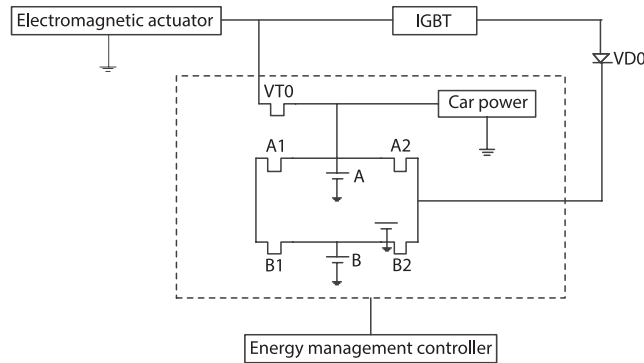 Electromagnetic actuator
IGBT
VD0
VT0
Car power
A1
A2
A
B1
B
B2
Energy management controller